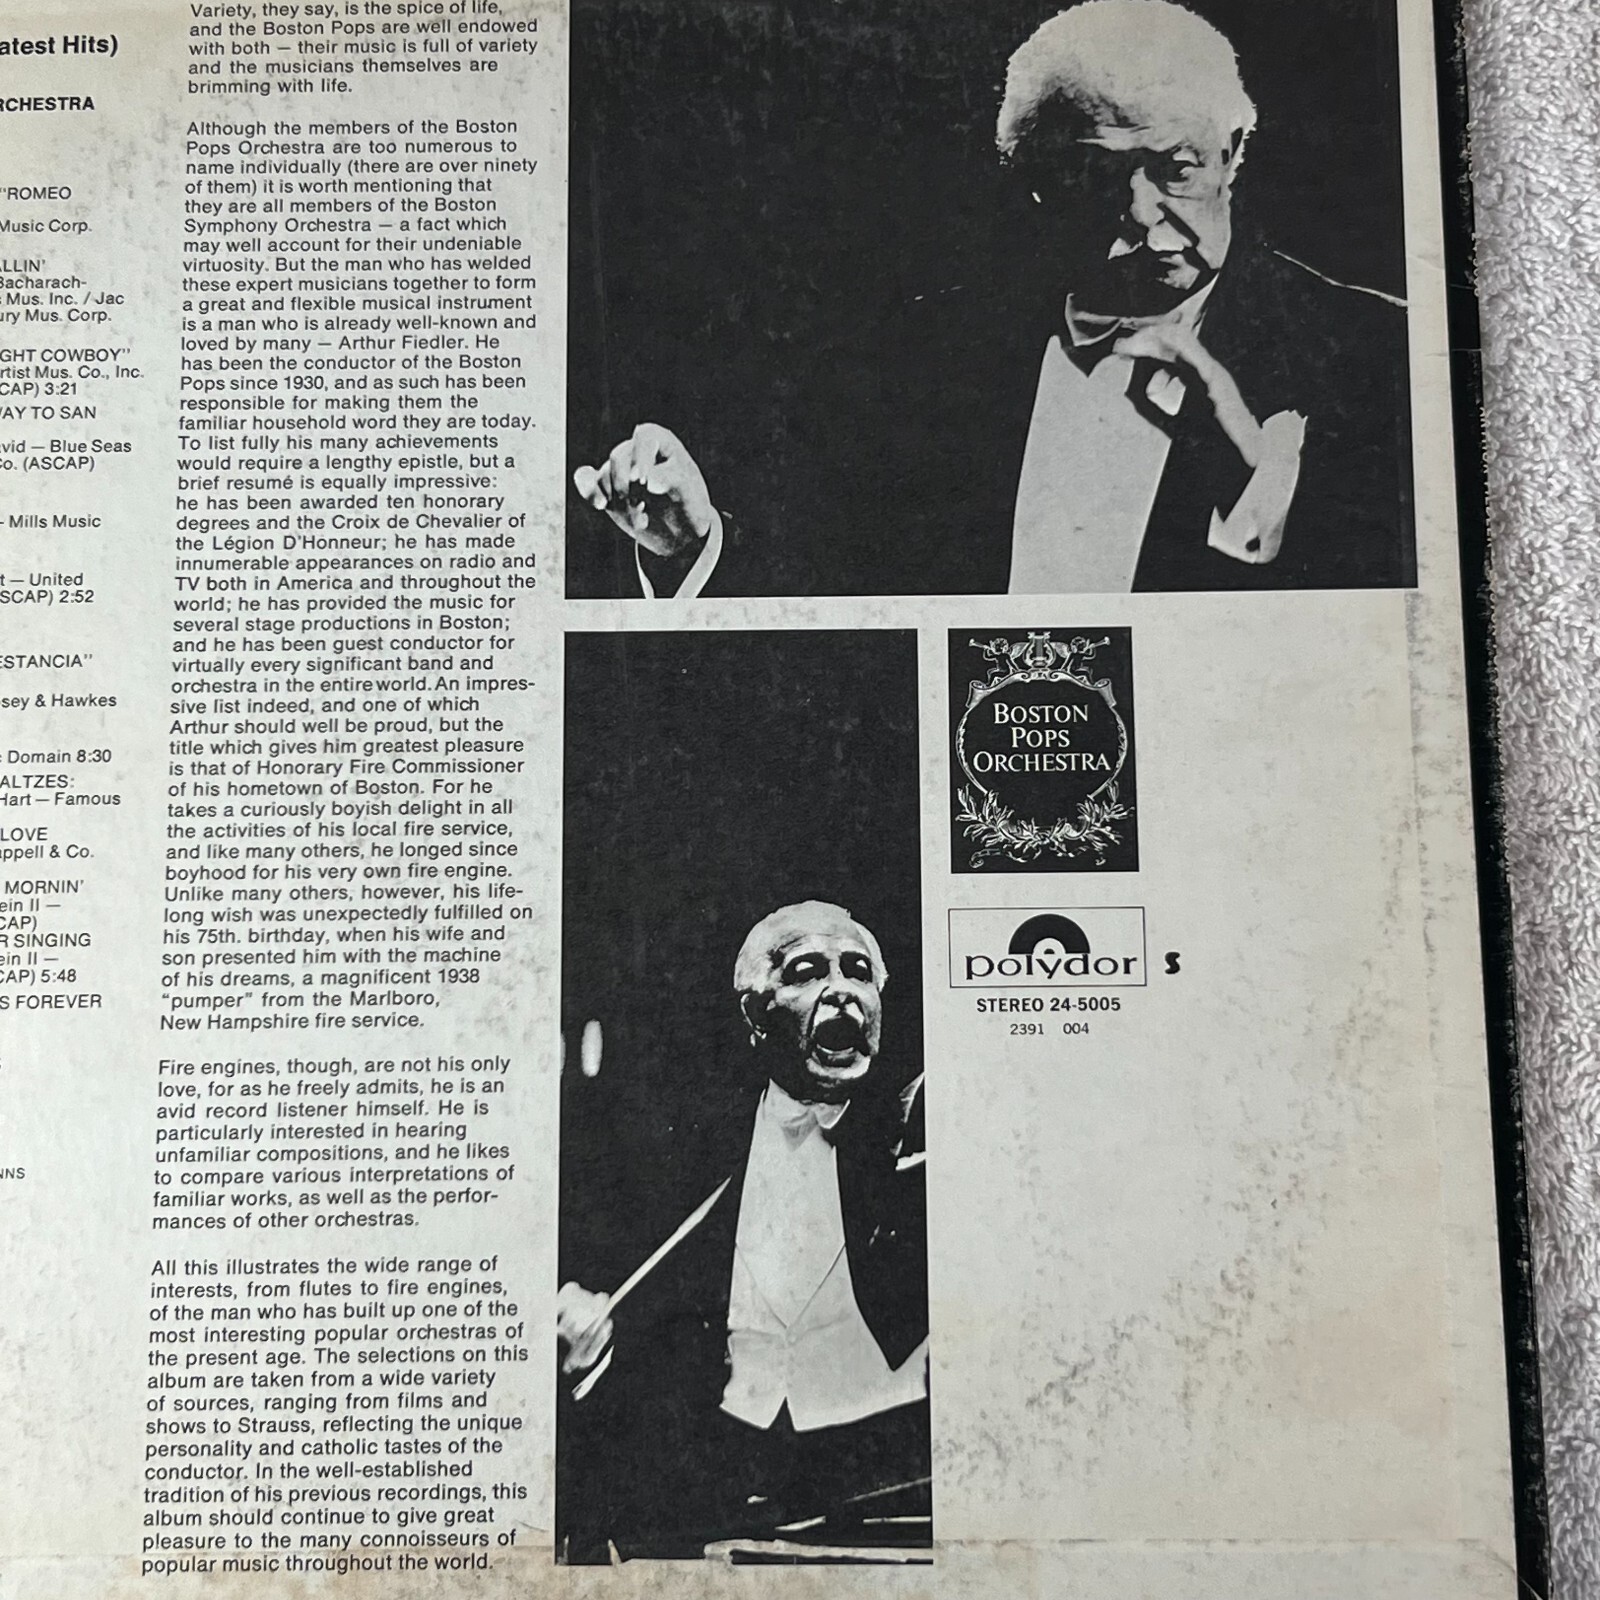 atest Hits)
RCHESTRA
"ROMEO
Music Corp.
ALLIN'
Bacharach-
s Mus. Inc. / Jac
ury Mus. Corp.
GHT COWBOY"
rtist Mus. Co., Inc.
CAP) 3:21
AY TO SAN
vid — Blue Seas
Co. (ASCAP)
- Mills Music
t — United
SCAP) 2:52
ESTANCIA"
sey & Hawkes
c Domain 8:30
ALTZES:
Hart — Famous
LOVE
appell & Co.
MORNIN'
ein II —
CAP)
R SINGING
ein II —
CAP) 5:48
S FOREVER
NNS
Variety, they say, is the spice of life,
and the Boston Pops are well endowed
with both — their music is full of variety
and the musicians themselves are
brimming with life.
Although the members of the Boston
Pops Orchestra are too numerous to
name individually (there are over ninety
of them) it is worth mentioning that
they are all members of the Boston
Symphony Orchestra — a fact which
may well account for their undeniable
virtuosity. But the man who has welded
these expert musicians together to form
a great and flexible musical instrument
is a man who is already well-known and
loved by many — Arthur Fiedler. He
has been the conductor of the Boston
Pops since 1930, and as such has been
responsible for making them the
familiar household word they are today.
To list fully his many achievements
would require a lengthy epistle, but a
brief resumé is equally impressive:
he has been awarded ten honorary
degrees and the Croix de Chevalier of
the Légion D'Honneur; he has made
innumerable appearances on radio and
TV both in America and throughout the
world; he has provided the music for
several stage productions in Boston;
and he has been guest conductor for
virtually every significant band and
orchestra in the entire world. An impres-
sive list indeed, and one of which
Arthur should well be proud, but the
title which gives him greatest pleasure
is that of Honorary Fire Commissioner
of his hometown of Boston. For he
takes a curiously boyish delight in all
the activities of his local fire service,
and like many others, he longed since
boyhood for his very own fire engine.
Unlike many others, however, his life-
long wish was unexpectedly fulfilled on
his 75th. birthday, when his wife and
son presented him with the machine
of his dreams, a magnificent 1938
"pumper" from the Marlboro,
New Hampshire fire service.
Fire engines, though, are not his only
love, for as he freely admits, he is an
avid record listener himself. He is
particularly interested in hearing
unfamiliar compositions, and he likes
to compare various interpretations of
familiar works, as well as the perfor-
mances of other orchestras.
All this illustrates the wide range of
interests, from flutes to fire engines,
of the man who has built up one of the
most interesting popular orchestras of
the present age. The selections on this
album are taken from a wide variety
of sources, ranging from films and
shows to Strauss, reflecting the unique
personality and catholic tastes of the
conductor. In the well-established
tradition of his previous recordings, this
album should continue to give great
pleasure to the many connoisseurs of
popular music throughout the world.
BOSTON
POPS
ORCHESTRA
polydor S
STEREO 24-5005
2391 004